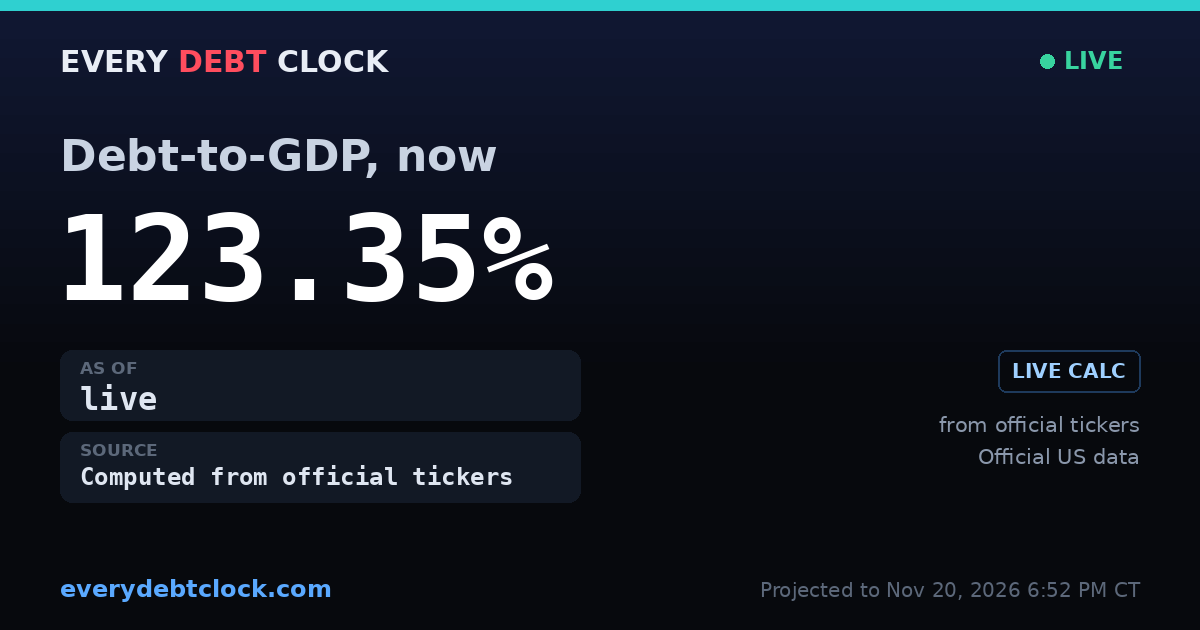 EVERY DEBT CLOCK
LIVE
Debt-to-GDP, now
123.35%
AS OF
live
SOURCE
Computed from official tickers
LIVE CALC
from official tickers
Official US data
everydebtclock.com
Projected to Nov 20, 2026 6:52 PM CT